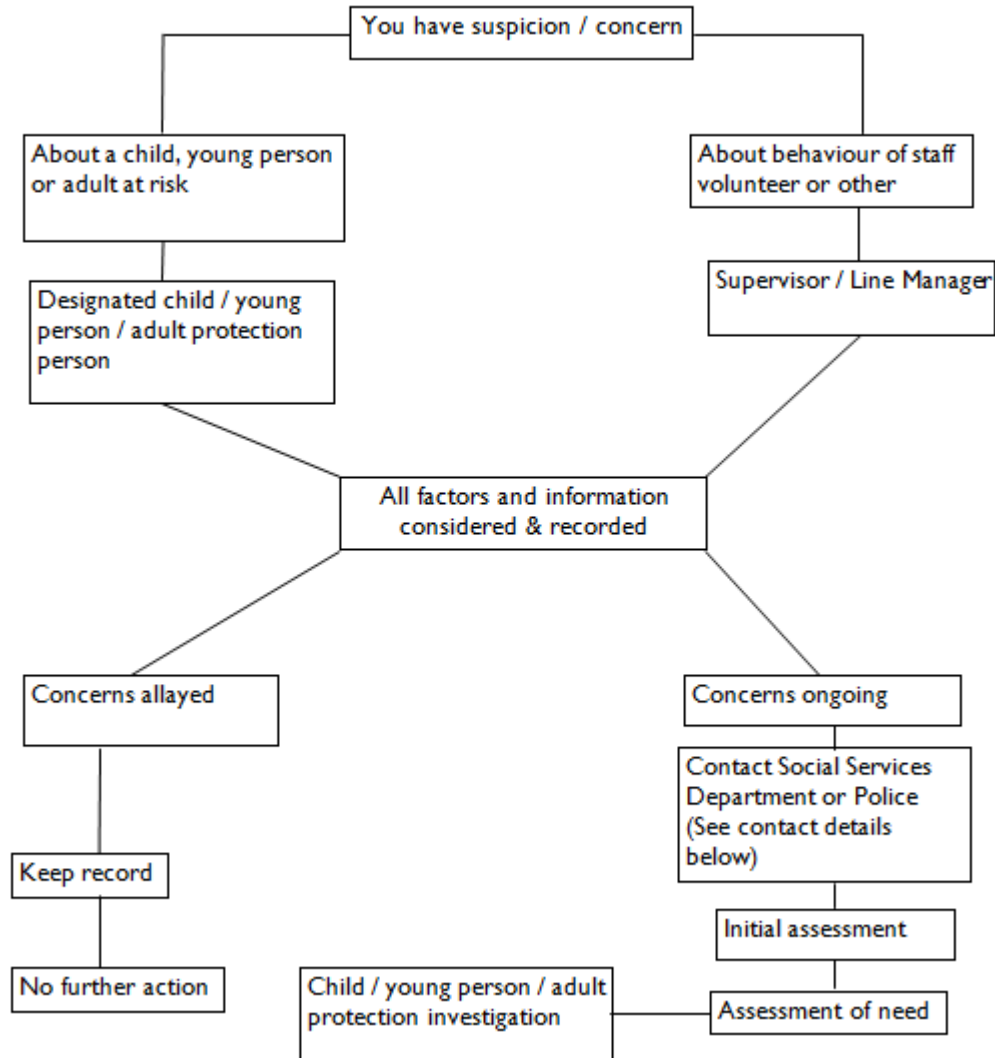 You have suspicion / concern
About a child, young person
or adult at risk
About behaviour of staff
volunteer or other
Designated child / young
person / adult protection
person
Supervisor / Line Manager
All factors and information
considered & recorded
Concerns allayed
Concerns ongoing
Contact Social Services
Department or Police
(See contact details
below)
Keep record
Initial assessment
No further action
Child / young person / adult
protection investigation
Assessment of need